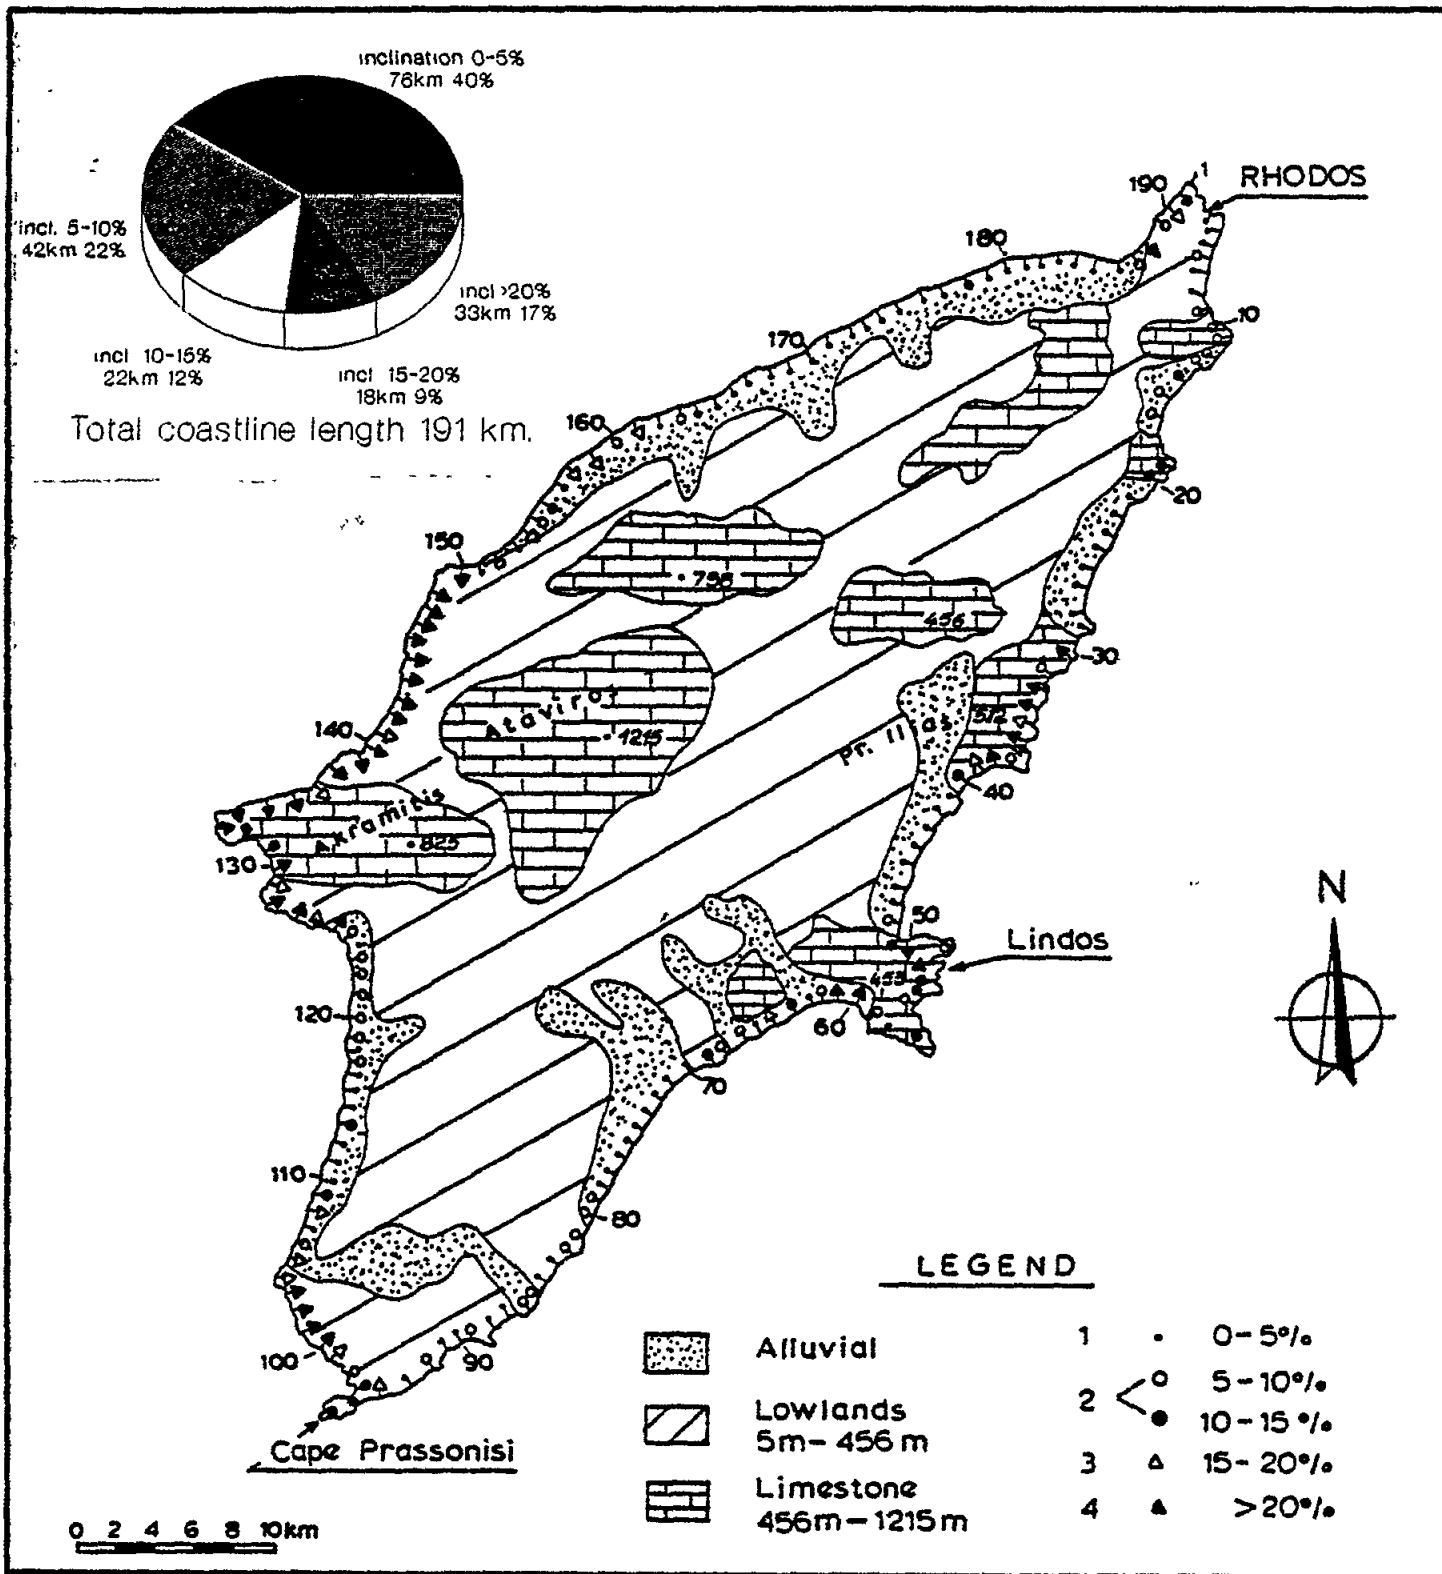 inclination 0-5%
76km 40%
incl. 5-10%
42km 22%
incl >20%
33km 17%
incl 10-15%
22km 12%
incl 15-20%
18km 9%
Total coastline length 191 km.
1
190
RHODOS
180
10
170
160
20
150
798
456
30
Ataviros
1215
140
512
Pr. Ilias
40
Akramitis
825
130
50
Lindos
455
N
120
60
70
110
80
100
90
Cape Prassonisi
LEGEND
Alluvial
Lowlands
5m-456m
Limestone
456m-1215m
1 0-5%
2 5-10%
10-15%
3 15-20%
4 >20%
0 2 4 6 8 10km